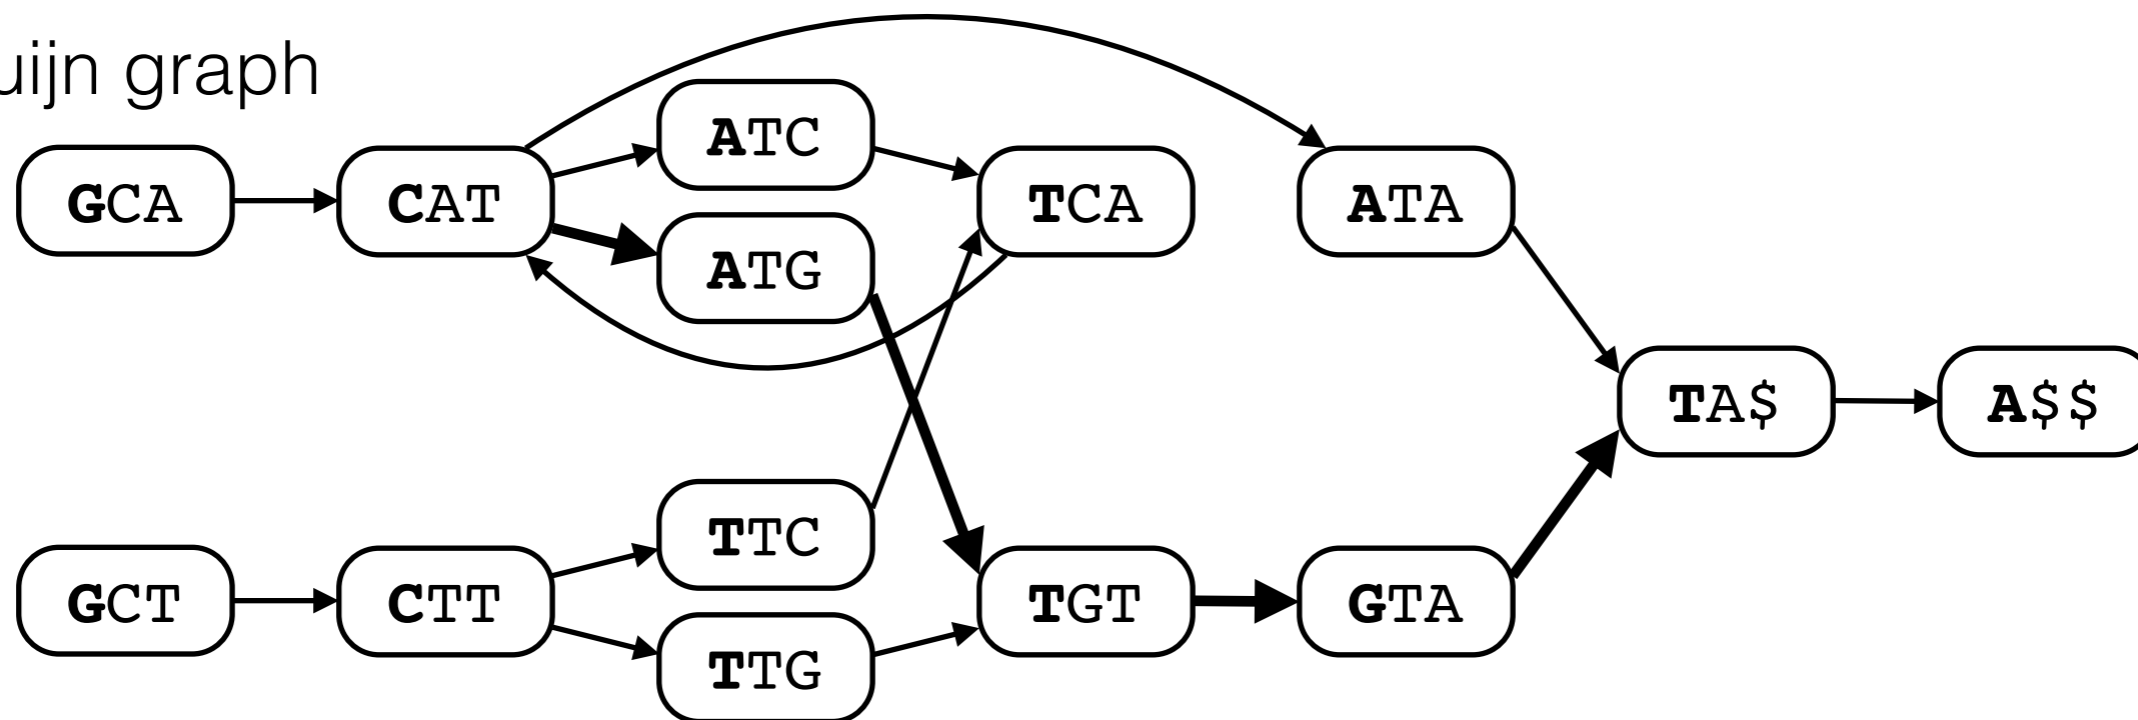 uijn graph
ATC
GCA CAT TCA ATA
ATG
TA$ A$$
TTC
GCT CTT TGT GTA
TTG